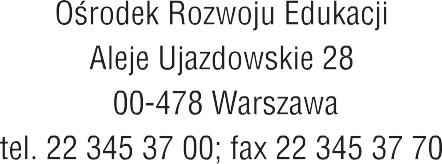 Ośrodek Rozwoju Edukacji
Aleje Ujazdowskie 28
00-478 Warszawa
tel. 22 345 37 00; fax 22 345 37 70